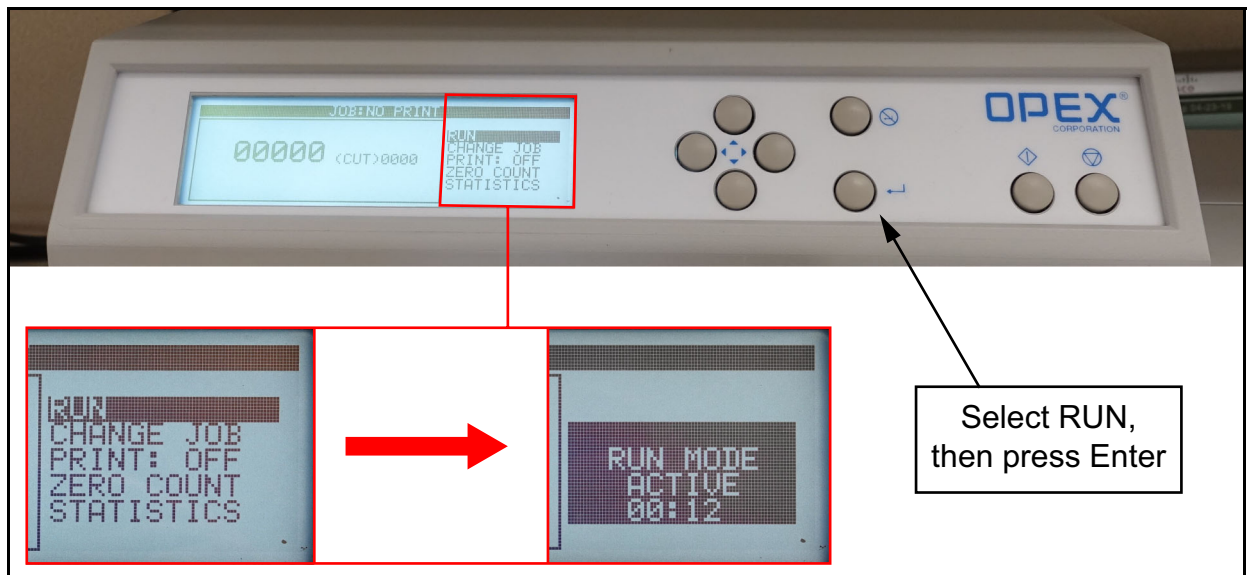 JOB:NO PRINT
00000 (CUT)0000
RUN
CHANGE JOB
PRINT: OFF
ZERO COUNT
STATISTICS
OPEX®
CORPORATION
RUN
CHANGE JOB
PRINT: OFF
ZERO COUNT
STATISTICS
RUN MODE
ACTIVE
00:12
Select RUN,
then press Enter